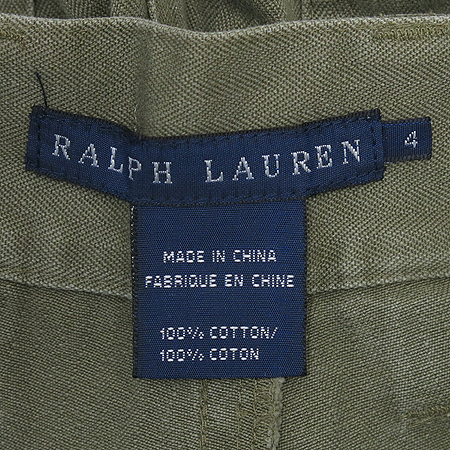 RALPH LAUREN 4
MADE IN CHINA
FABRIQUE EN CHINE
100% COTTON/
100% COTON